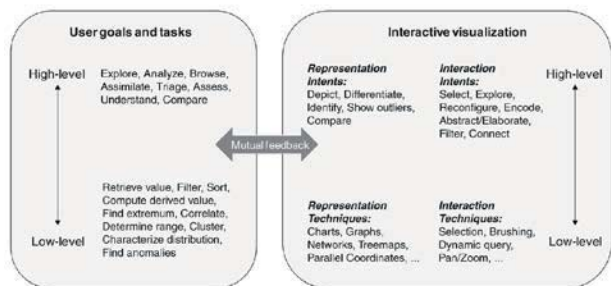 User goals and tasks
High-level
Explore, Analyze, Browse,
Assimilate, Triage, Assess,
Understand, Compare
Retrieve value, Filter, Sort,
Compute derived value,
Find extremum, Correlate,
Determine range, Cluster,
Characterize distribution,
Find anomalies
Low-level
Mutual feedback
Interactive visualization
Representation
Intents:
Depict, Differentiate,
Identify, Show outliers,
Compare
Interaction
Intents:
Select, Explore,
Reconfigure, Encode,
Abstract/Elaborate,
Filter, Connect
High-level
Representation
Techniques:
Charts, Graphs,
Networks, Treemaps,
Parallel Coordinates, ...
Interaction
Techniques:
Selection, Brushing,
Dynamic query,
Pan/Zoom, ...
Low-level